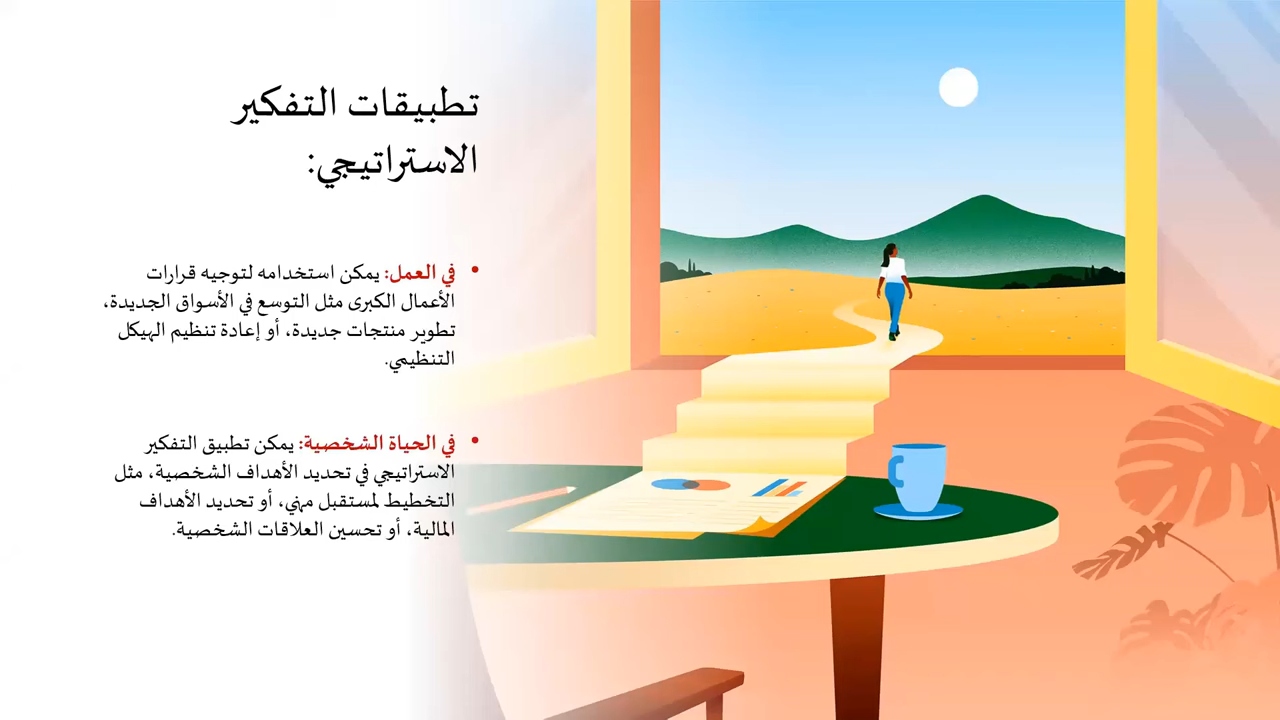 تطبيقات التفكير
الاستراتيجي:
• في العمل: يمكن استخدامه لتوجيه قرارات
الأعمال الكبرى مثل التوسع في الأسواق الجديدة،
تطوير منتجات جديدة، أو إعادة تنظيم الهيكل
التنظيمي.
• في الحياة الشخصية: يمكن تطبيق التفكير
الاستراتيجي في تحديد الأهداف الشخصية، مثل
التخطيط لمستقبل مهني، أو تحديد الأهداف
المالية، أو تحسين العلاقات الشخصية.